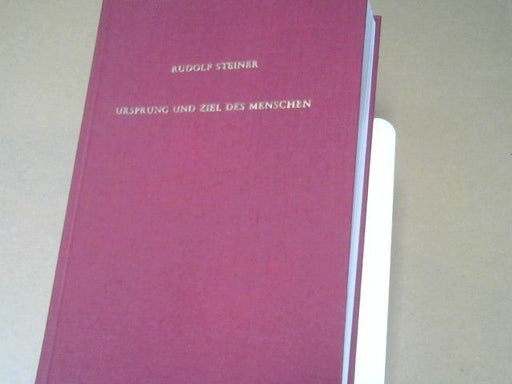 RUDOLF STEINER
URSPRUNG UND ZIEL DES MENSCHEN